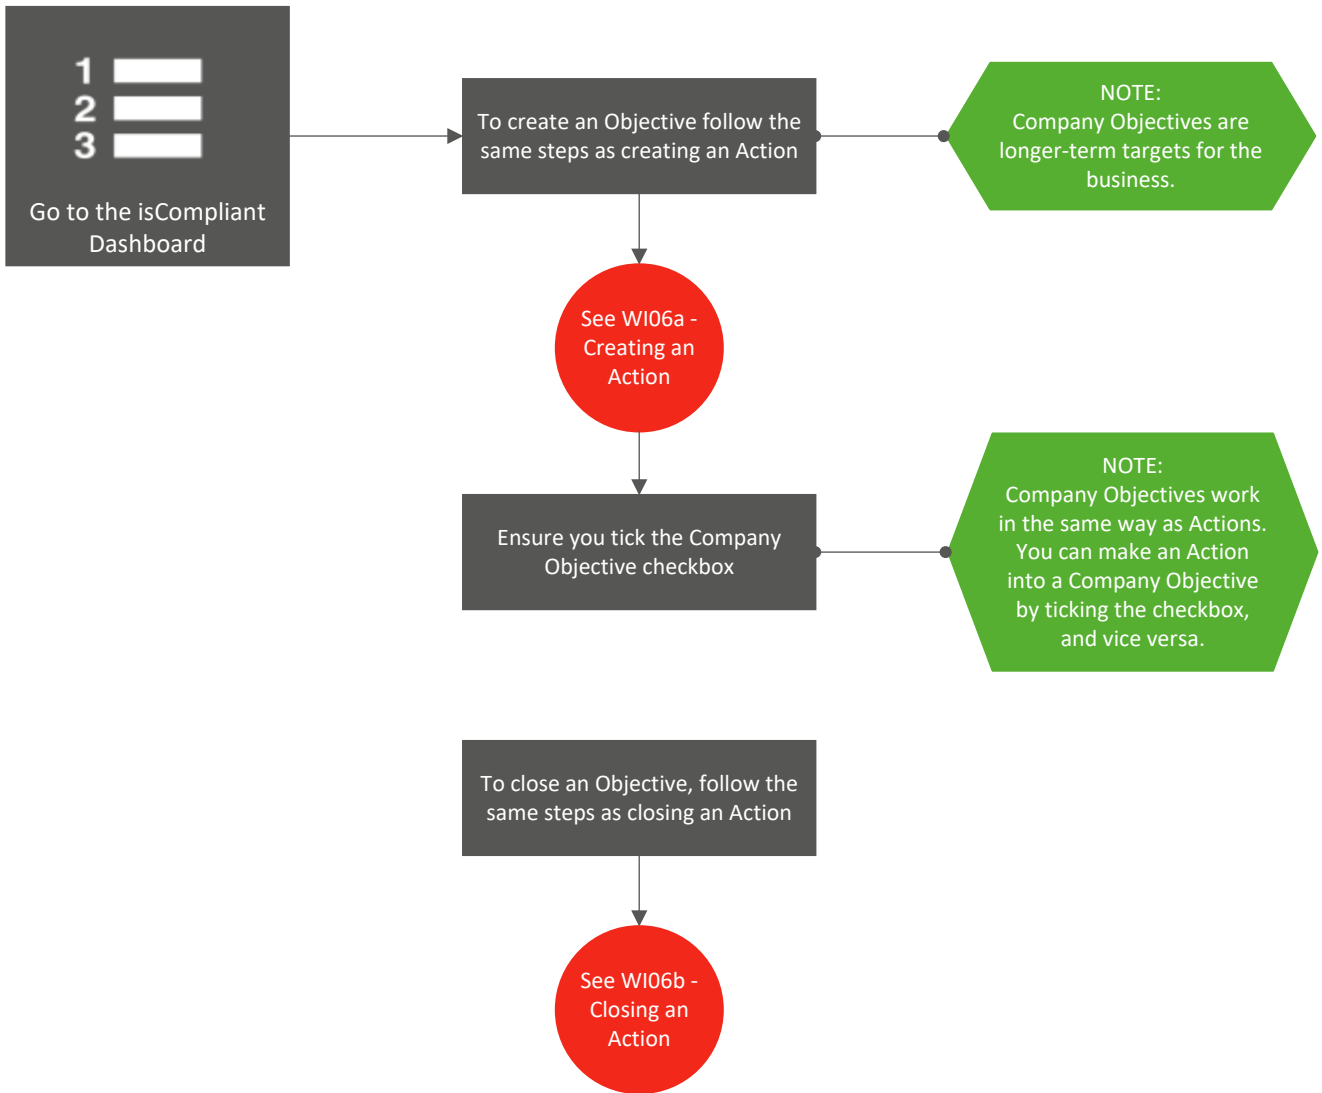 1
2
3
Go to the isCompliant
Dashboard
To create an Objective follow the
same steps as creating an Action
NOTE:
Company Objectives are
longer-term targets for the
business.
See WI06a -
Creating an
Action
Ensure you tick the Company
Objective checkbox
NOTE:
Company Objectives work
in the same way as Actions.
You can make an Action
into a Company Objective
by ticking the checkbox,
and vice versa.
To close an Objective, follow the
same steps as closing an Action
See WI06b -
Closing an
Action